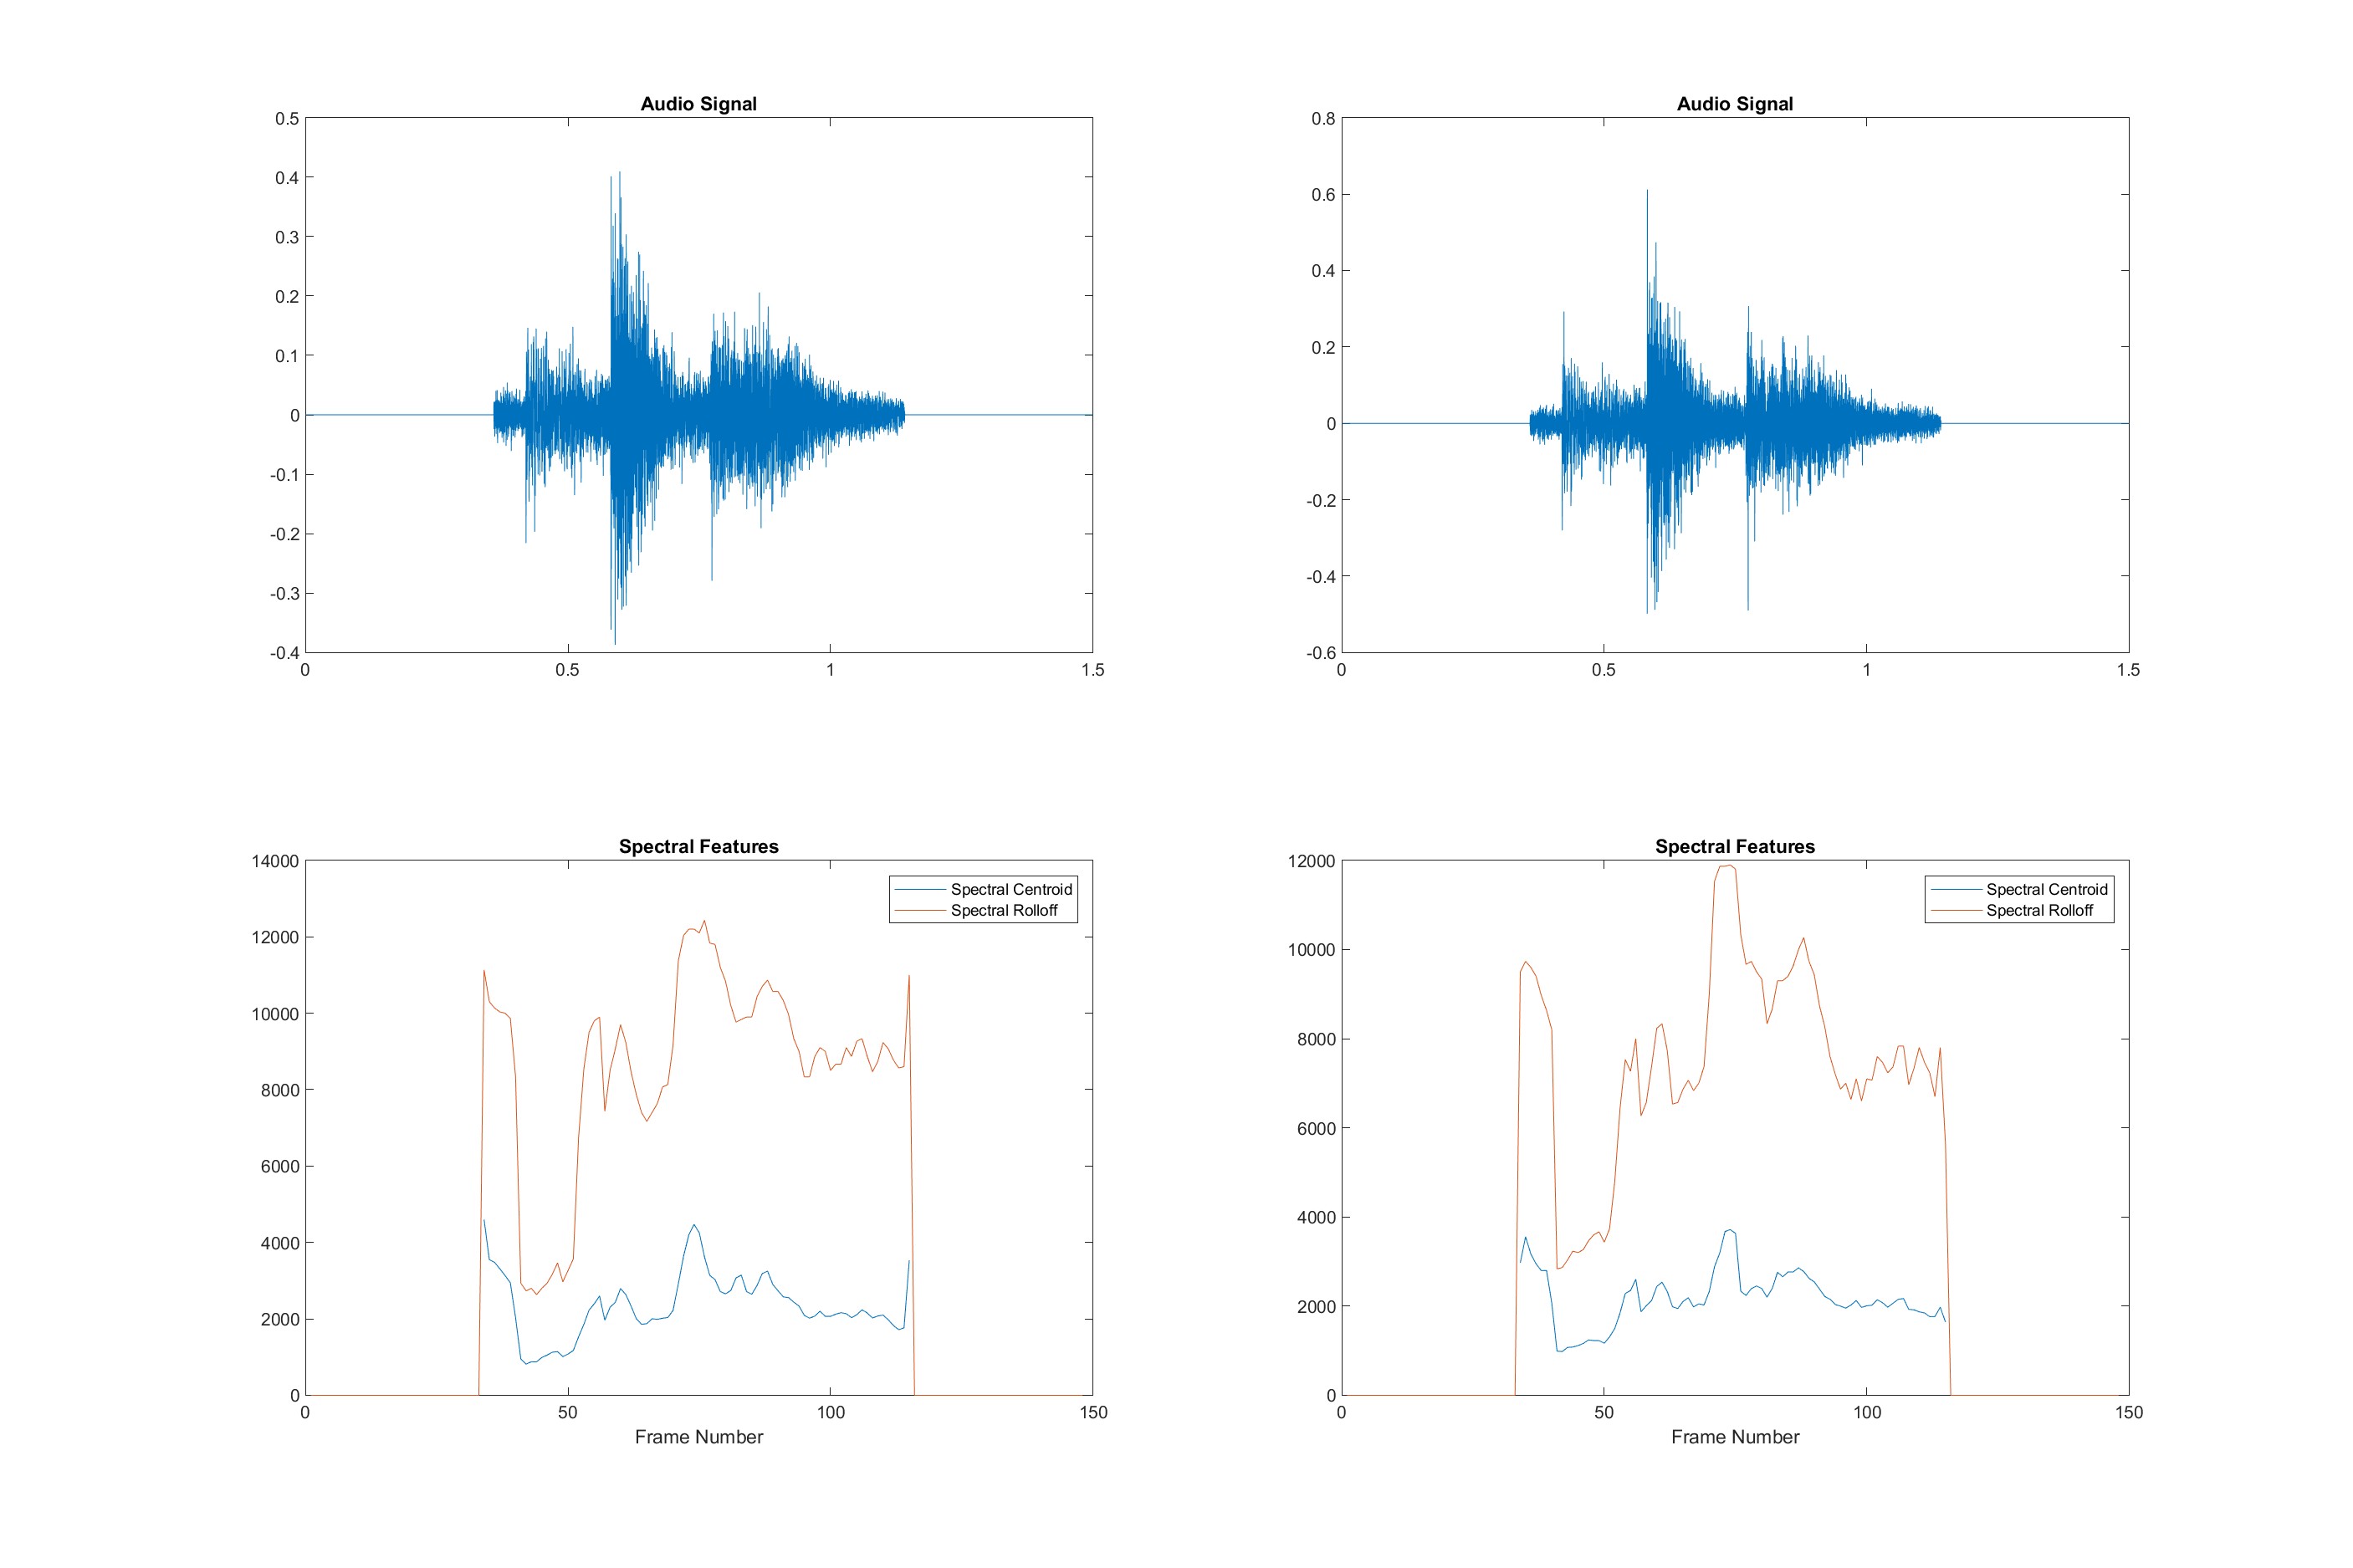 Audio Signal
0.5
0.4
0.3
0.2
0.1
0
-0.1
-0.2
-0.3
-0.4
0 0.5 1 1.5
Audio Signal
0.8
0.6
0.4
0.2
0
-0.2
-0.4
-0.6
0 0.5 1 1.5
Spectral Features
14000
12000
10000
8000
6000
4000
2000
0
Spectral Centroid
Spectral Rolloff
0 50 100 150
Frame Number
Spectral Features
12000
10000
8000
6000
4000
2000
0
Spectral Centroid
Spectral Rolloff
0 50 100 150
Frame Number